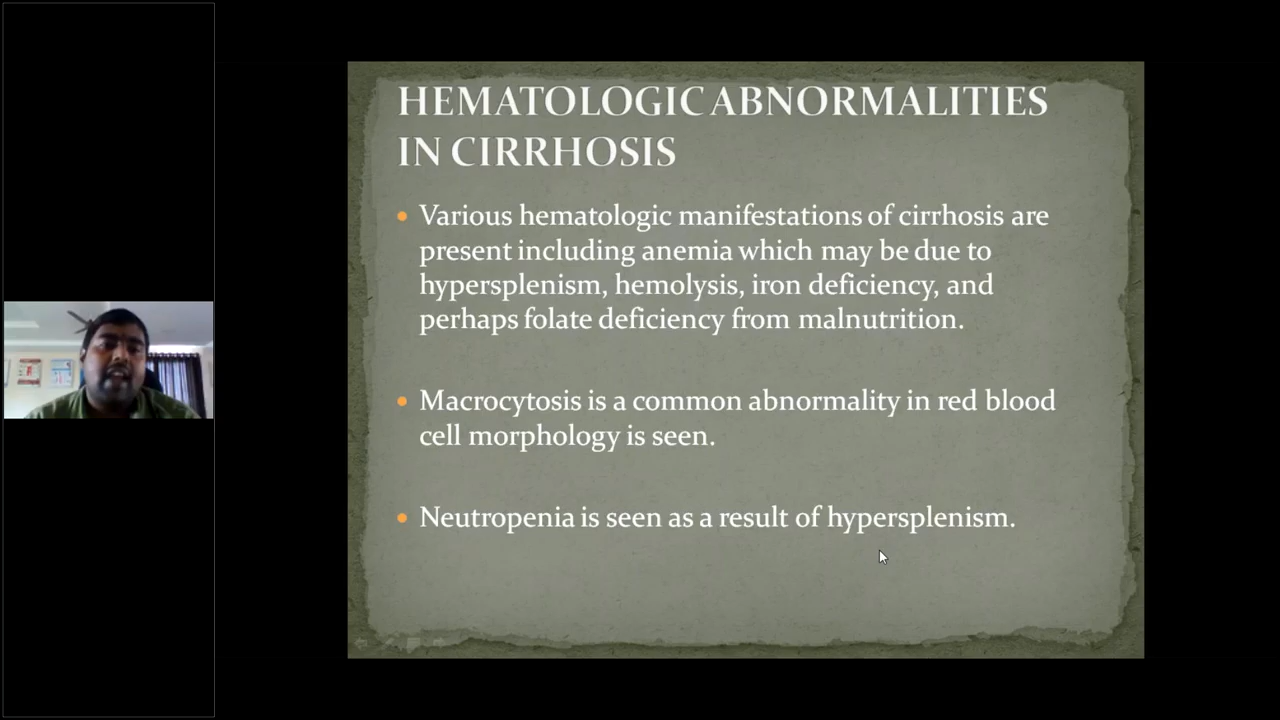 HEMATOLOGIC ABNORMALITIES
IN CIRRHOSIS
• Various hematologic manifestations of cirrhosis are
present including anemia which may be due to
hypersplenism, hemolysis, iron deficiency, and
perhaps folate deficiency from malnutrition.
• Macrocytosis is a common abnormality in red blood
cell morphology is seen.
• Neutropenia is seen as a result of hypersplenism.